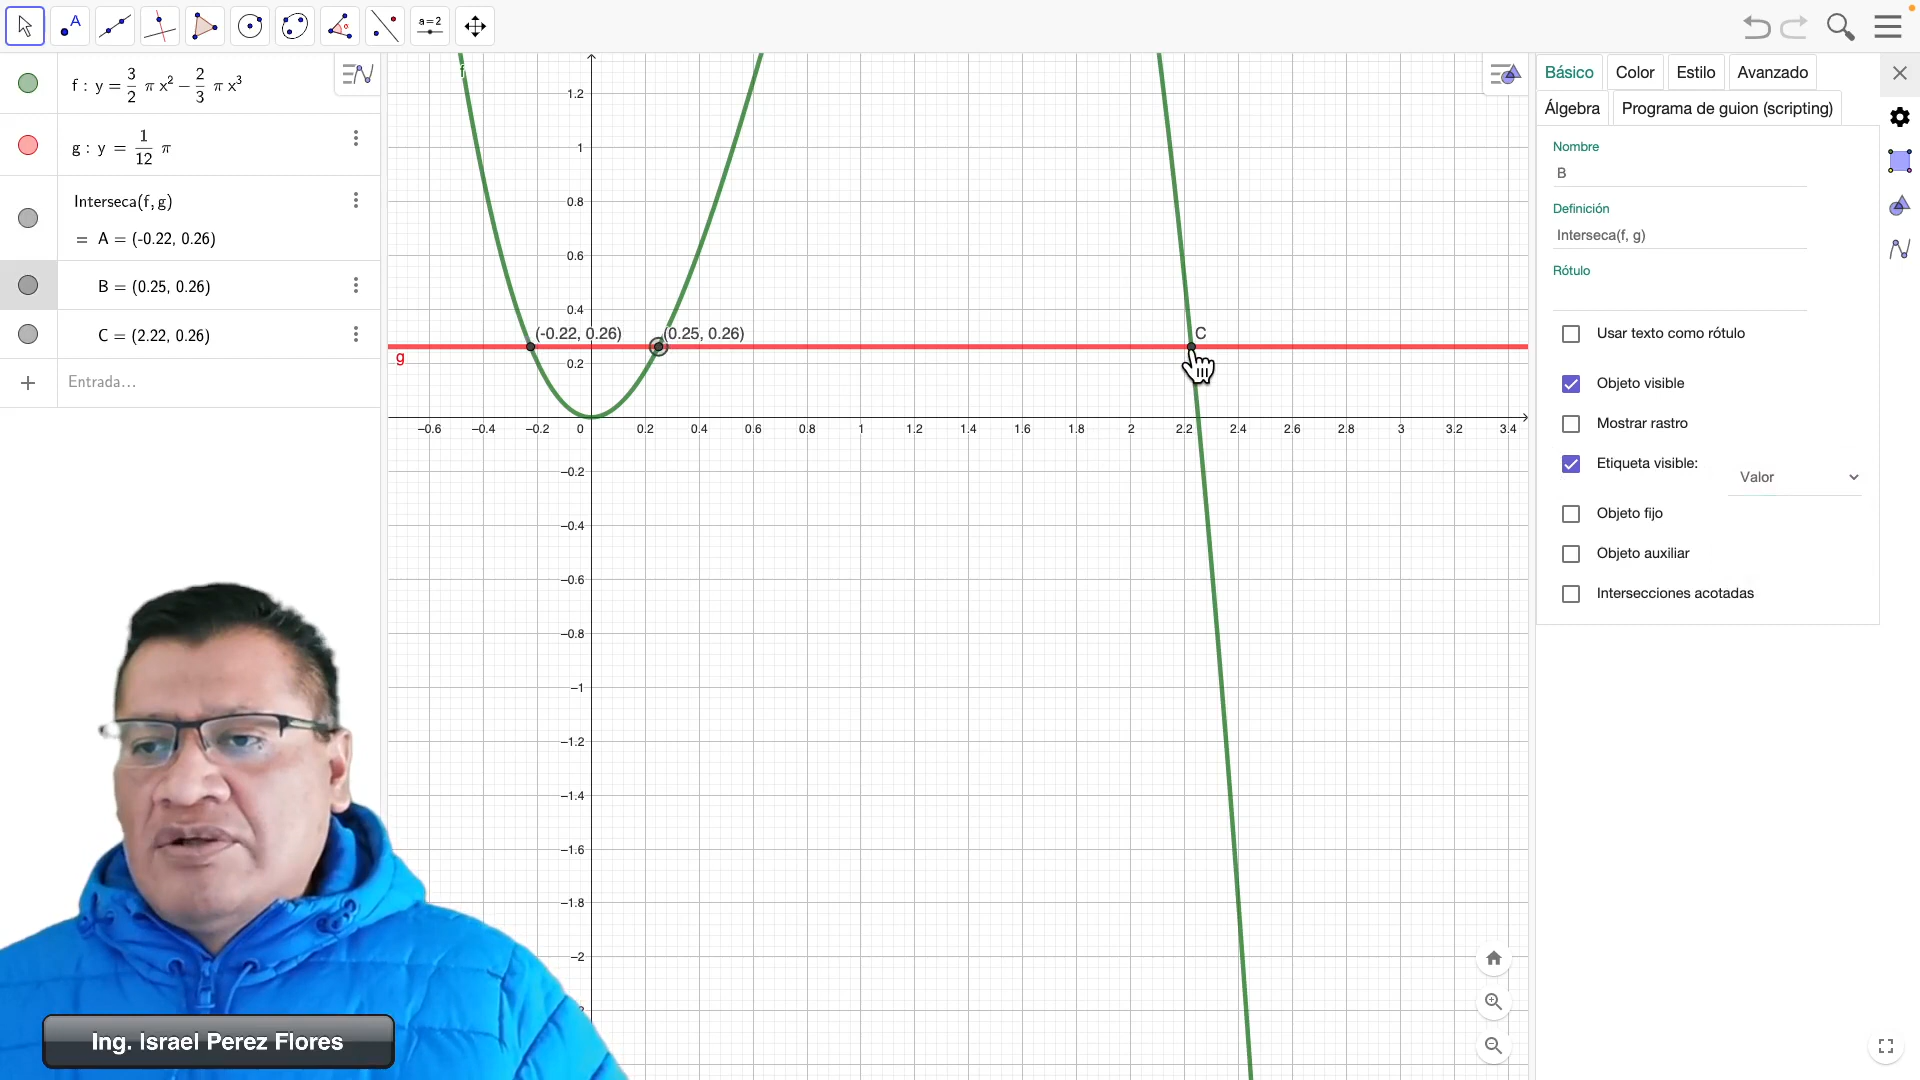 A
a=2
f : y = 3/2 π x² − 2/3 π x³
g : y = 1/12 π
Interseca(f, g)
= A = (-0.22, 0.26)
B = (0.25, 0.26)
C = (2.22, 0.26)
+ Entrada…
f
1.2
1
0.8
0.6
0.4
(-0.22, 0.26) (0.25, 0.26) C
g
0.2
−0.6 −0.4 −0.2 0 0.2 0.4 0.6 0.8 1 1.2 1.4 1.6 1.8 2 2.2 2.4 2.6 2.8 3 3.2 3.4
−0.2
−0.4
−0.6
−0.8
−1
−1.2
−1.4
−1.6
−1.8
−2
Básico Color Estilo Avanzado
Álgebra Programa de guion (scripting)
Nombre
B
Definición
Interseca(f, g)
Rótulo
Usar texto como rótulo
Objeto visible
Mostrar rastro
Etiqueta visible: Valor
Objeto fijo
Objeto auxiliar
Intersecciones acotadas
Ing. Israel Perez Flores